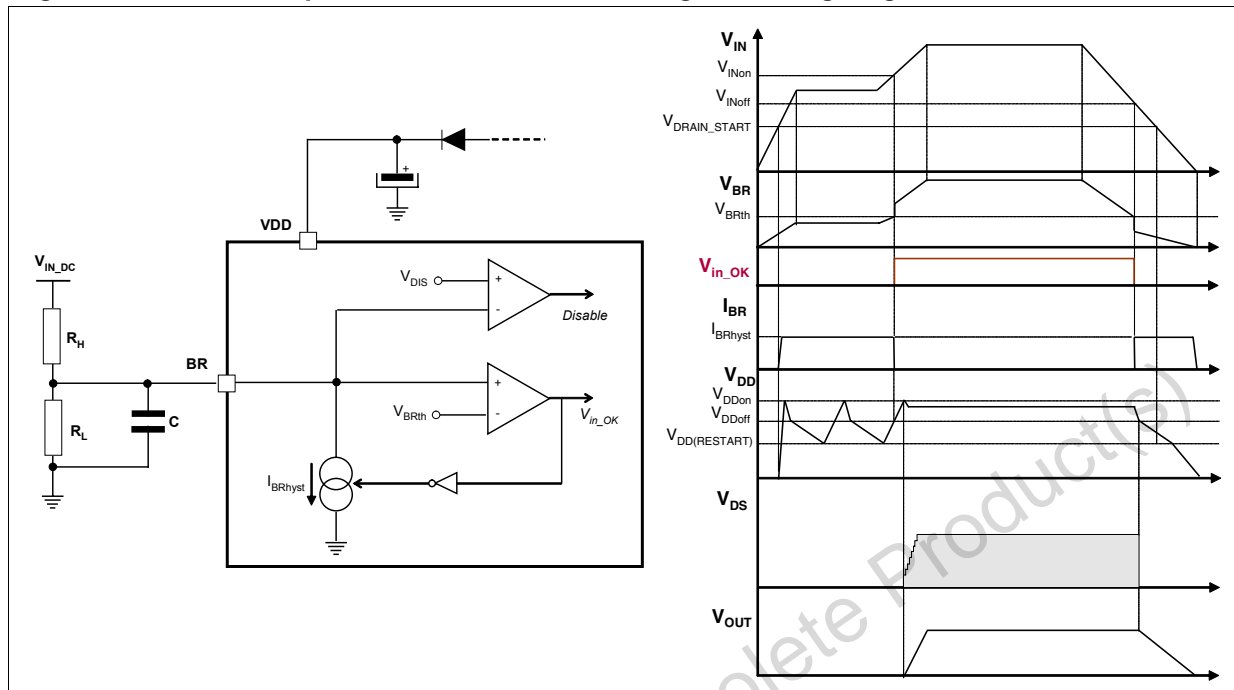 VDD
V_IN_DC
R_H
BR
R_L
C
V_DIS
+
-
Disable
+
V_BRth
-
V_in_OK
I_BRhyst
+
V_IN
V_INon
V_INoff
V_DRAIN_START
V_BR
V_BRth
V_in_OK
I_BR
I_BRhyst
V_DD
V_DDon
V_DDoff
V_DD(RESTART)
V_DS
V_OUT
olete Product(s)